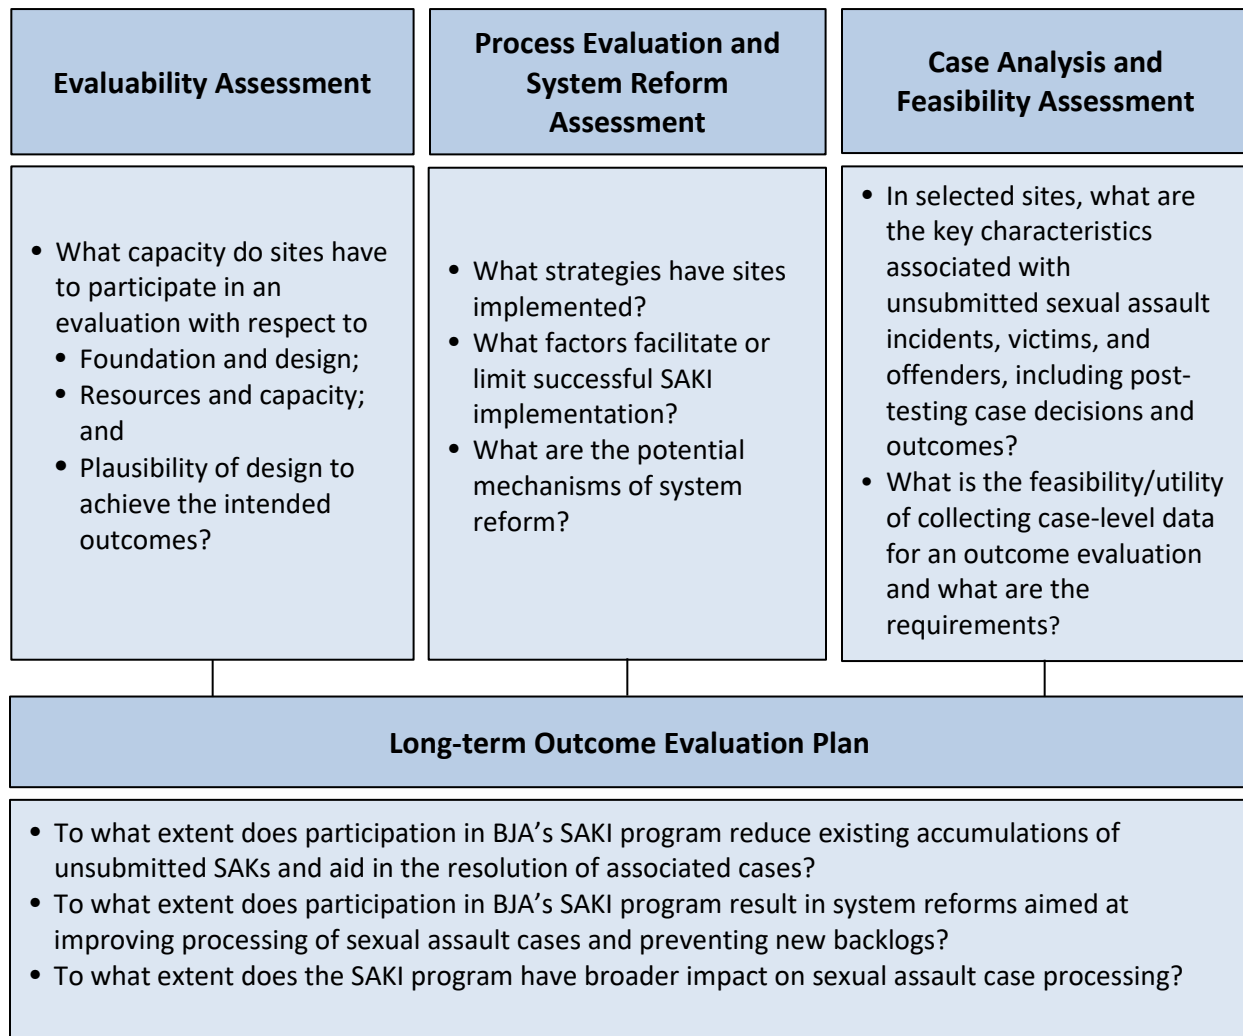 Evaluability Assessment
Process Evaluation and
System Reform
Assessment
Case Analysis and
Feasibility Assessment
• What capacity do sites have
to participate in an
evaluation with respect to
• Foundation and design;
• Resources and capacity;
and
• Plausibility of design to
achieve the intended
outcomes?
• What strategies have sites
implemented?
• What factors facilitate or
limit successful SAKI
implementation?
• What are the potential
mechanisms of system
reform?
• In selected sites, what are
the key characteristics
associated with
unsubmitted sexual assault
incidents, victims, and
offenders, including post-
testing case decisions and
outcomes?
• What is the feasibility/utility
of collecting case-level data
for an outcome evaluation
and what are the
requirements?
Long-term Outcome Evaluation Plan
• To what extent does participation in BJA’s SAKI program reduce existing accumulations of
unsubmitted SAKs and aid in the resolution of associated cases?
• To what extent does participation in BJA’s SAKI program result in system reforms aimed at
improving processing of sexual assault cases and preventing new backlogs?
• To what extent does the SAKI program have broader impact on sexual assault case processing?